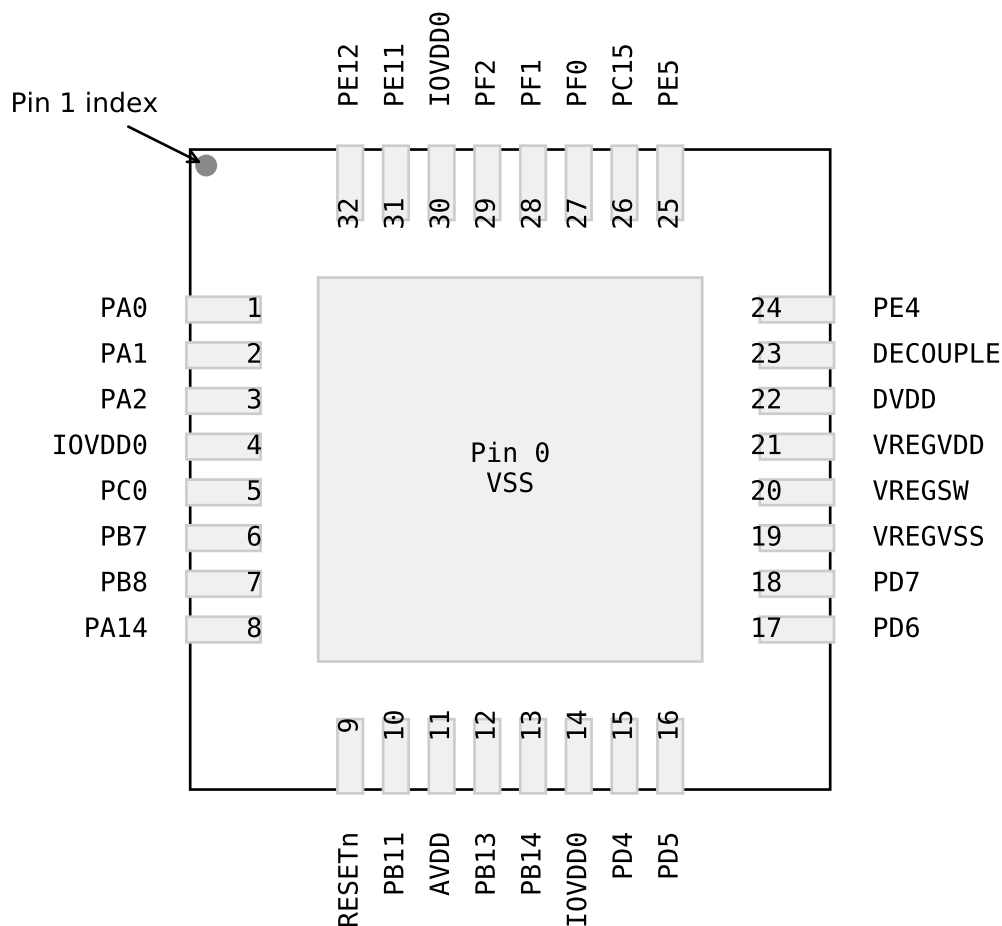 PE12
PE11
IOVDD0
PF2
PF1
PF0
PC15
PE5
Pin 1 index
32
31
30
29
28
27
26
25
PA0 1
PA1 2
PA2 3
IOVDD0 4
PC0 5
PB7 6
PB8 7
PA14 8
Pin 0
VSS
24 PE4
23 DECOUPLE
22 DVDD
21 VREGVDD
20 VREGSW
19 VREGVSS
18 PD7
17 PD6
9
10
11
12
13
14
15
16
RESETn
PB11
AVDD
PB13
PB14
IOVDD0
PD4
PD5